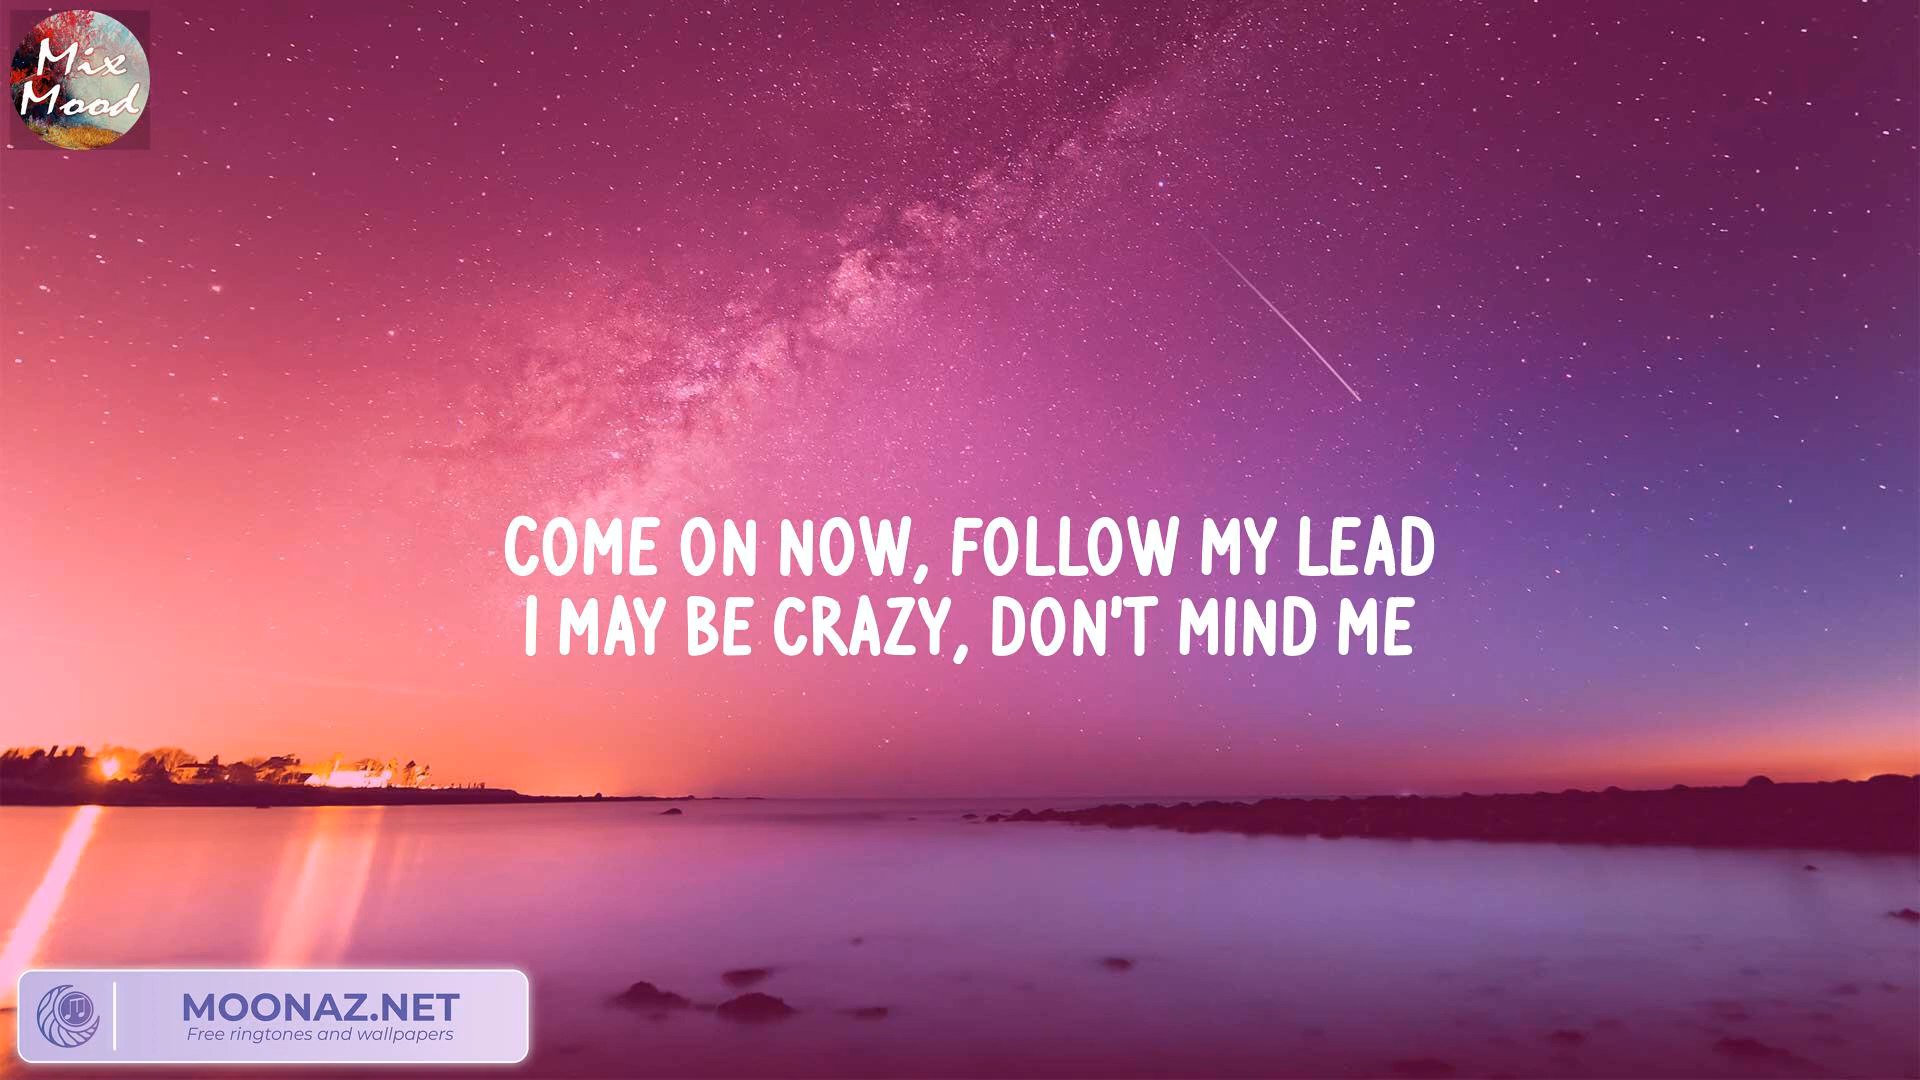 Mix
Mood
COME ON NOW, FOLLOW MY LEAD
I MAY BE CRAZY, DON'T MIND ME
MOONAZ.NET
Free ringtones and wallpapers